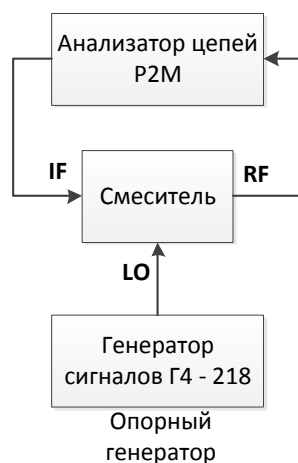 Анализатор цепей
Р2М
IF
RF
Смеситель
LO
Генератор
сигналов Г4 - 218
Опорный
генератор